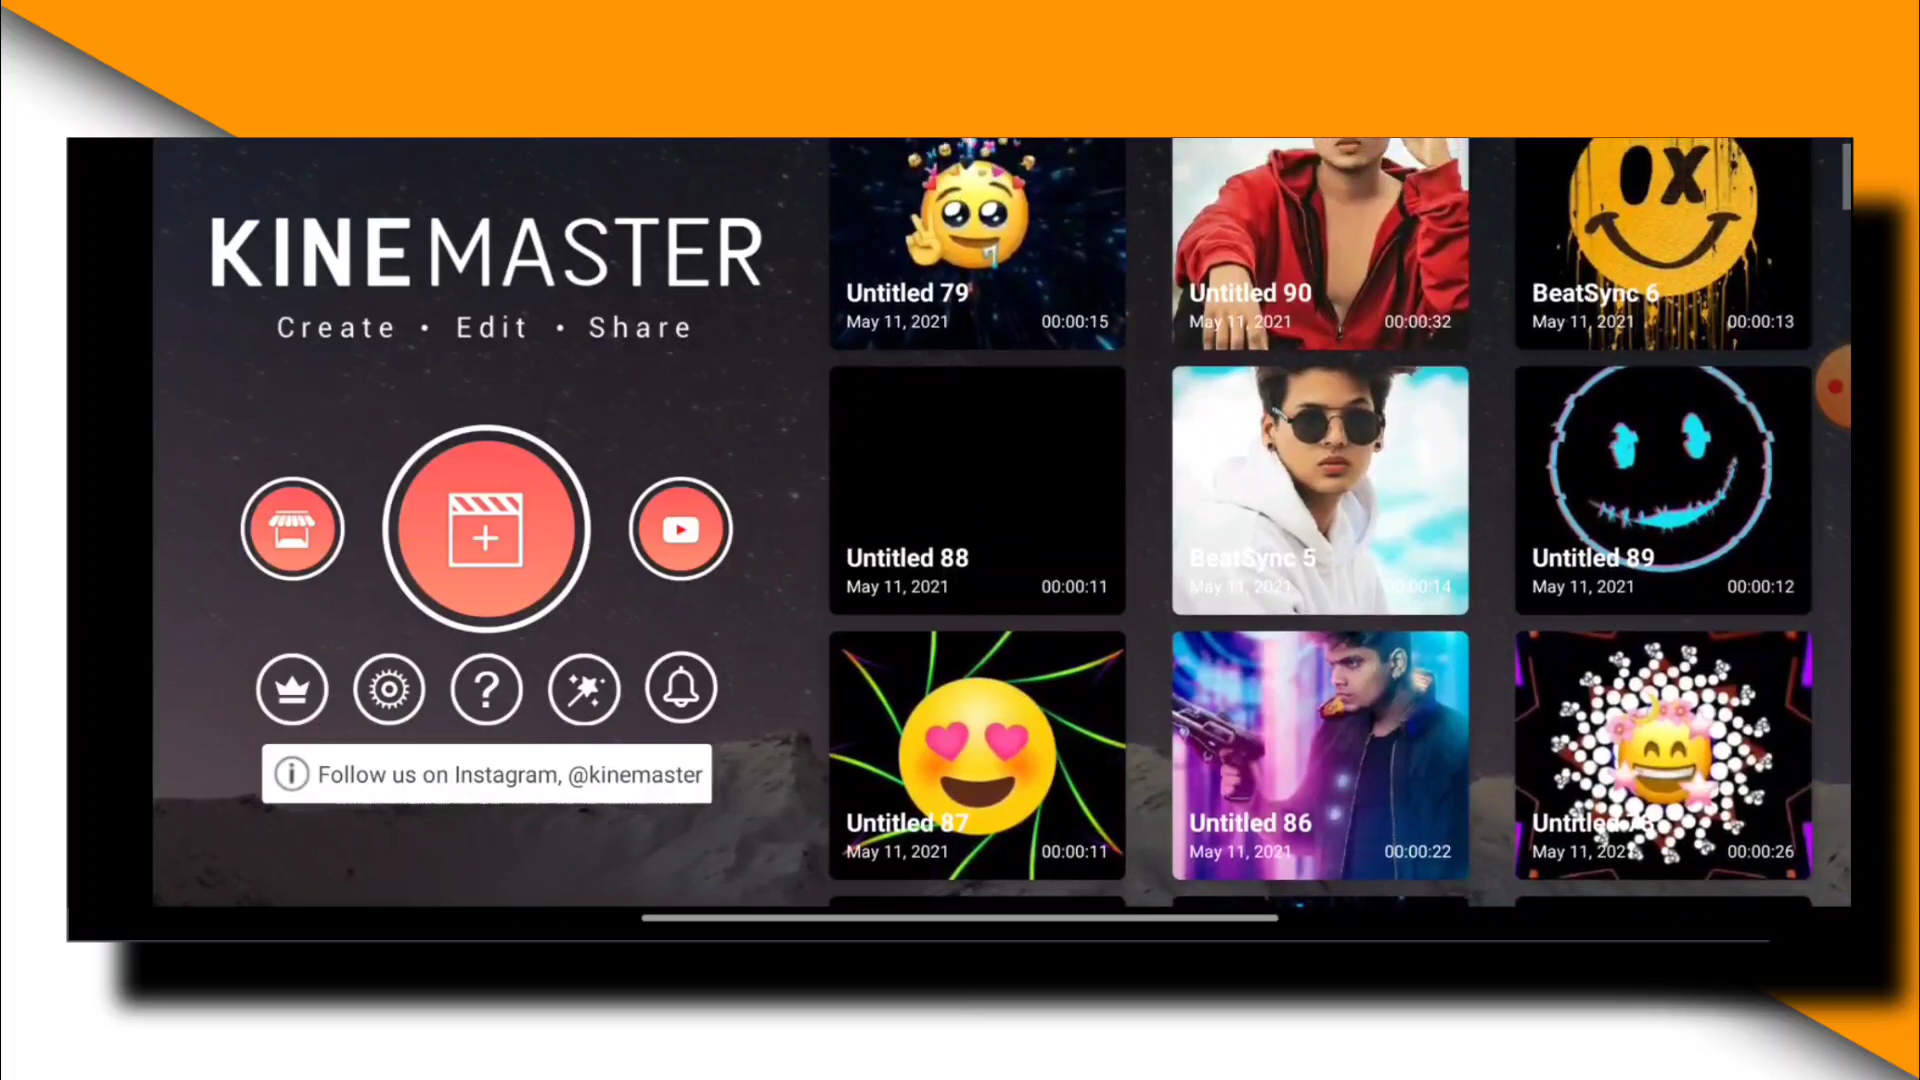 KINEMASTER
Create • Edit • Share
Follow us on Instagram, @kinemaster
Untitled 79
May 11, 2021 00:00:15
Untitled 90
May 11, 2021 00:00:32
BeatSync 6
May 11, 2021 00:00:13
OX
Untitled 88
May 11, 2021 00:00:11
BeatSync 5
May 11, 2021 00:00:14
Untitled 89
May 11, 2021 00:00:12
Untitled 87
May 11, 2021 00:00:11
Untitled 86
May 11, 2021 00:00:22
Untitled
May 11, 2021 00:00:26